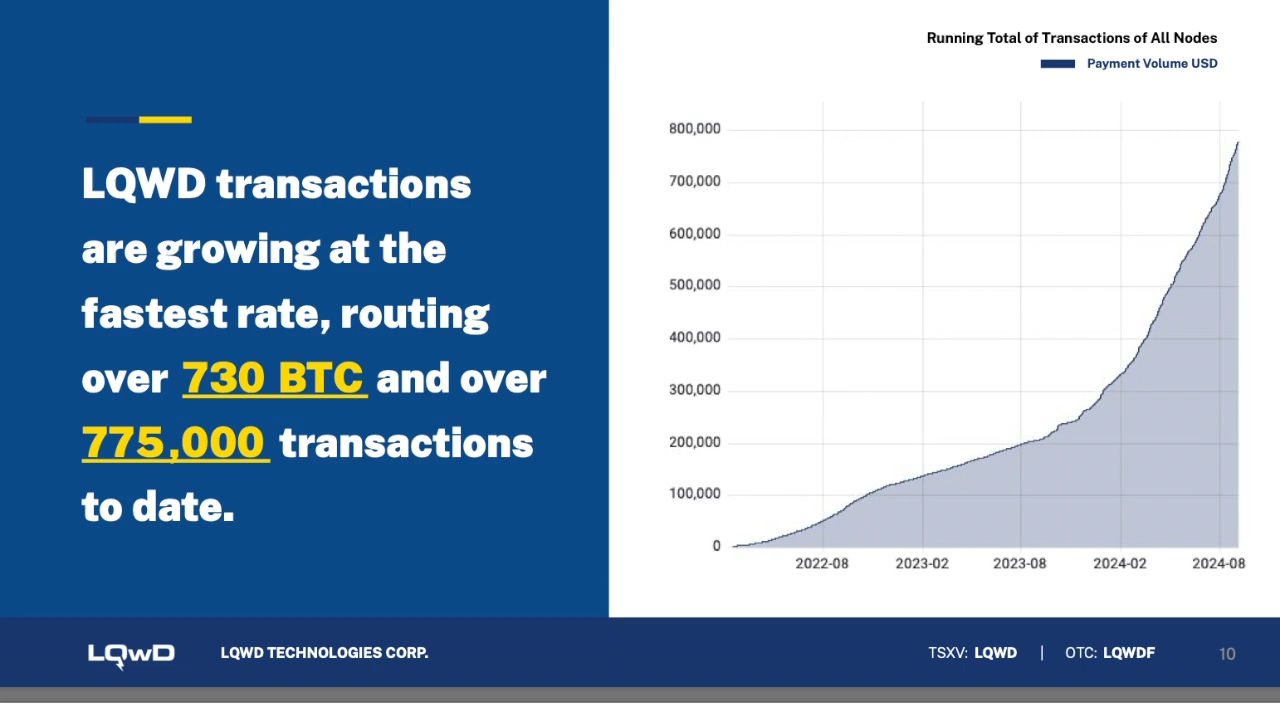 LQWD transactions
are growing at the
fastest rate, routing
over 730 BTC and over
775,000 transactions
to date.
Running Total of Transactions of All Nodes
Payment Volume USD
800,000
700,000
600,000
500,000
400,000
300,000
200,000
100,000
0
2022-08 2023-02 2023-08 2024-02 2024-08
LQwD LQWD TECHNOLOGIES CORP. TSXV: LQWD | OTC: LQWDF 10